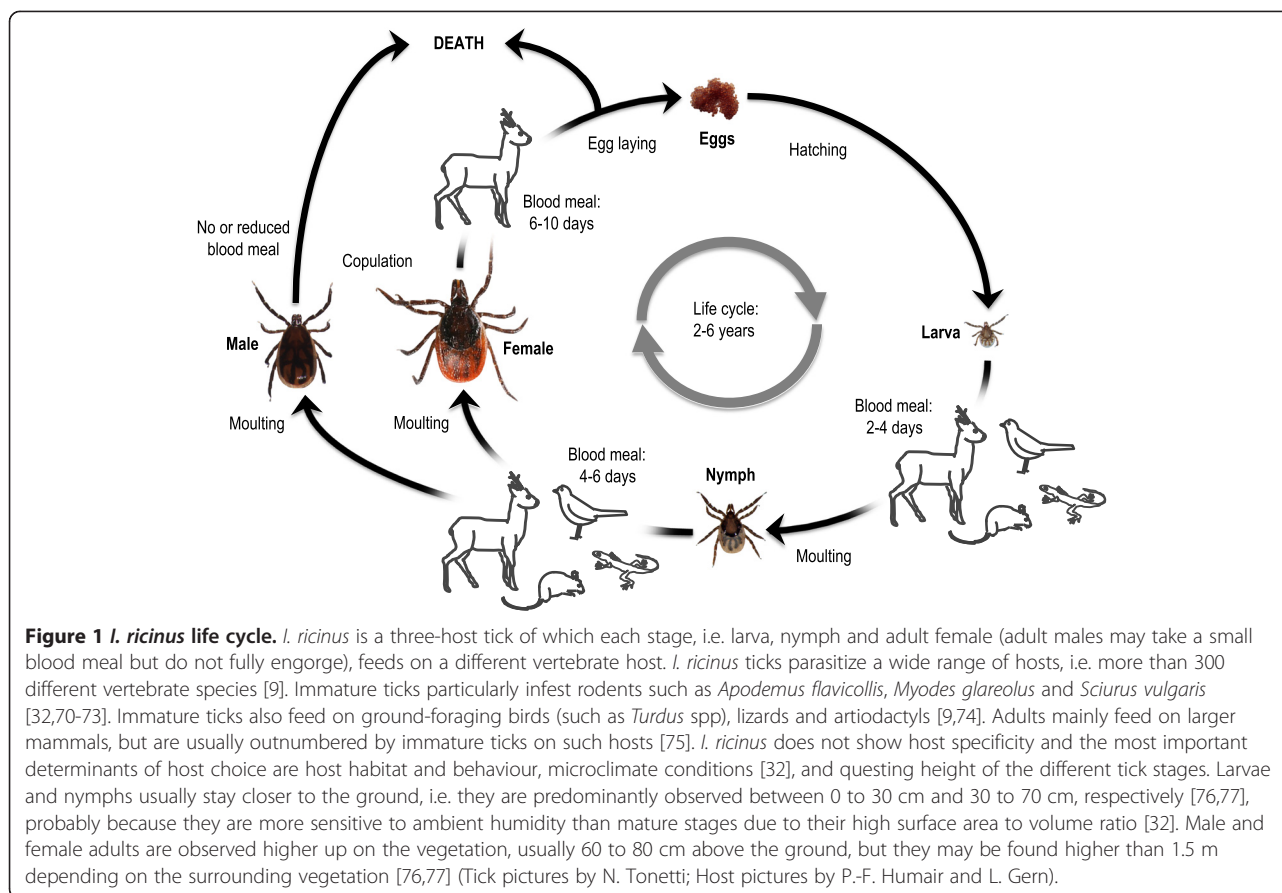 DEATH
Egg laying
Eggs
Hatching
Blood meal:
6-10 days
No or reduced
blood meal
Copulation
Life cycle:
2-6 years
Male
Female
Larva
Moulting
Moulting
Blood meal:
2-4 days
Blood meal:
4-6 days
Nymph
Moulting
Figure 1 I. ricinus life cycle. I. ricinus is a three-host tick of which each stage, i.e. larva, nymph and adult female (adult males may take a small
blood meal but do not fully engorge), feeds on a different vertebrate host. I. ricinus ticks parasitize a wide range of hosts, i.e. more than 300
different vertebrate species [9]. Immature ticks particularly infest rodents such as Apodemus flavicollis, Myodes glareolus and Sciurus vulgaris
[32,70-73]. Immature ticks also feed on ground-foraging birds (such as Turdus spp), lizards and artiodactyls [9,74]. Adults mainly feed on larger
mammals, but are usually outnumbered by immature ticks on such hosts [75]. I. ricinus does not show host specificity and the most important
determinants of host choice are host habitat and behaviour, microclimate conditions [32], and questing height of the different tick stages. Larvae
and nymphs usually stay closer to the ground, i.e. they are predominantly observed between 0 to 30 cm and 30 to 70 cm, respectively [76,77],
probably because they are more sensitive to ambient humidity than mature stages due to their high surface area to volume ratio [32]. Male and
female adults are observed higher up on the vegetation, usually 60 to 80 cm above the ground, but they may be found higher than 1.5 m
depending on the surrounding vegetation [76,77] (Tick pictures by N. Tonetti; Host pictures by P.-F. Humair and L. Gern).